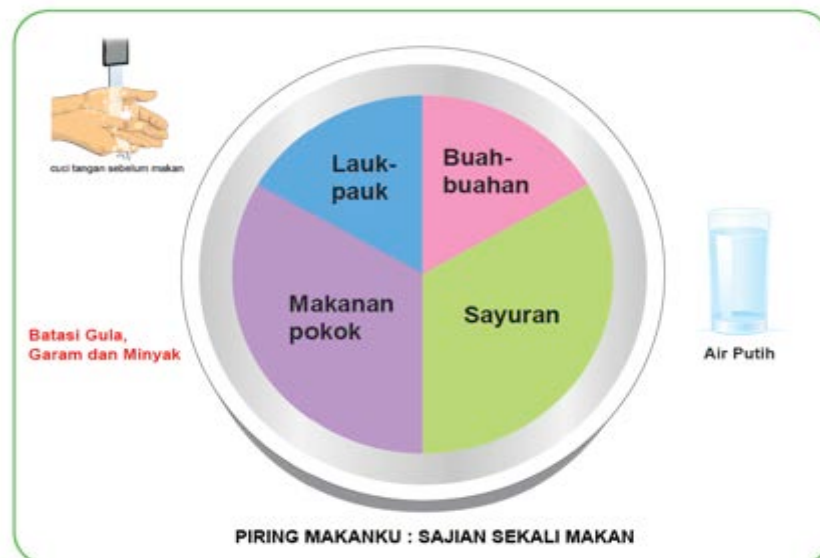 cuci tangan sebelum makan
Lauk-
pauk
Buah-
buahan
Makanan
pokok
Sayuran
Batasi Gula,
Garam dan Minyak
Air Putih
PIRING MAKANKU : SAJIAN SEKALI MAKAN